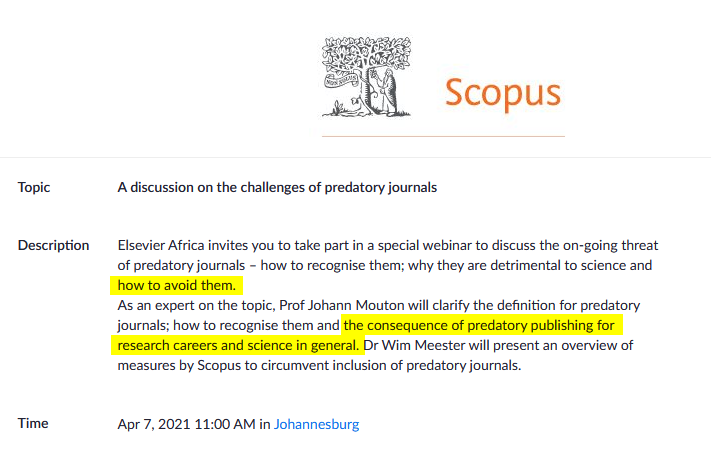 Scopus
Topic
A discussion on the challenges of predatory journals
Description
Elsevier Africa invites you to take part in a special webinar to discuss the on-going threat
of predatory journals – how to recognise them; why they are detrimental to science and
how to avoid them.
As an expert on the topic, Prof Johann Mouton will clarify the definition for predatory
journals; how to recognise them and the consequence of predatory publishing for
research careers and science in general. Dr Wim Meester will present an overview of
measures by Scopus to circumvent inclusion of predatory journals.
Time
Apr 7, 2021 11:00 AM in Johannesburg